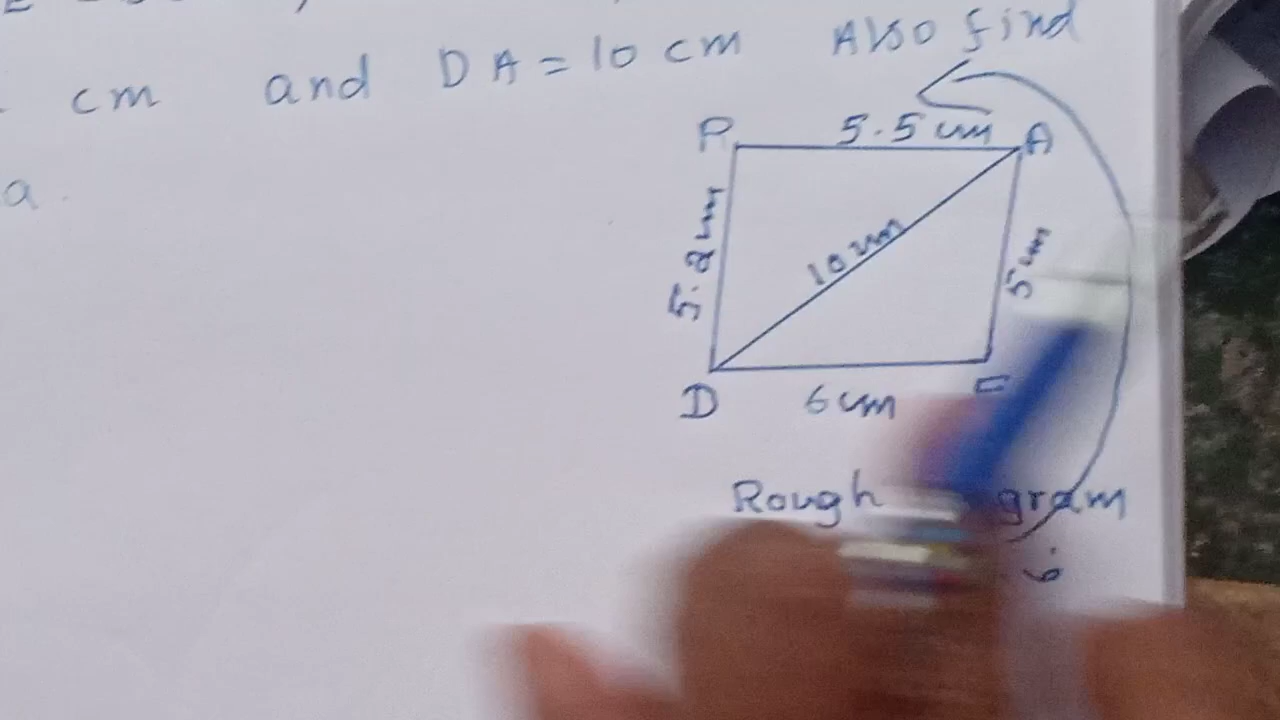 cm and DA = 10 cm Also find
a.
P 5.5 cm A
5.2 cm
10 cm
5 cm
D 6 cm
Rough